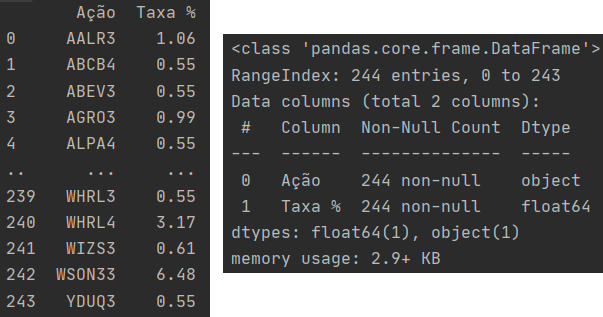 Ação Taxa %
0 AALR3 1.06
1 ABCB4 0.55
2 ABEV3 0.55
3 AGRO3 0.99
4 ALPA4 0.55
.. ... ...
239 WHRL3 0.55
240 WHRL4 3.17
241 WIZS3 0.61
242 WSON33 6.48
243 YDUQ3 0.55
<class 'pandas.core.frame.DataFrame'>
RangeIndex: 244 entries, 0 to 243
Data columns (total 2 columns):
# Column Non-Null Count Dtype
--- ------ -------------- -----
0 Ação 244 non-null object
1 Taxa % 244 non-null float64
dtypes: float64(1), object(1)
memory usage: 2.9+ KB